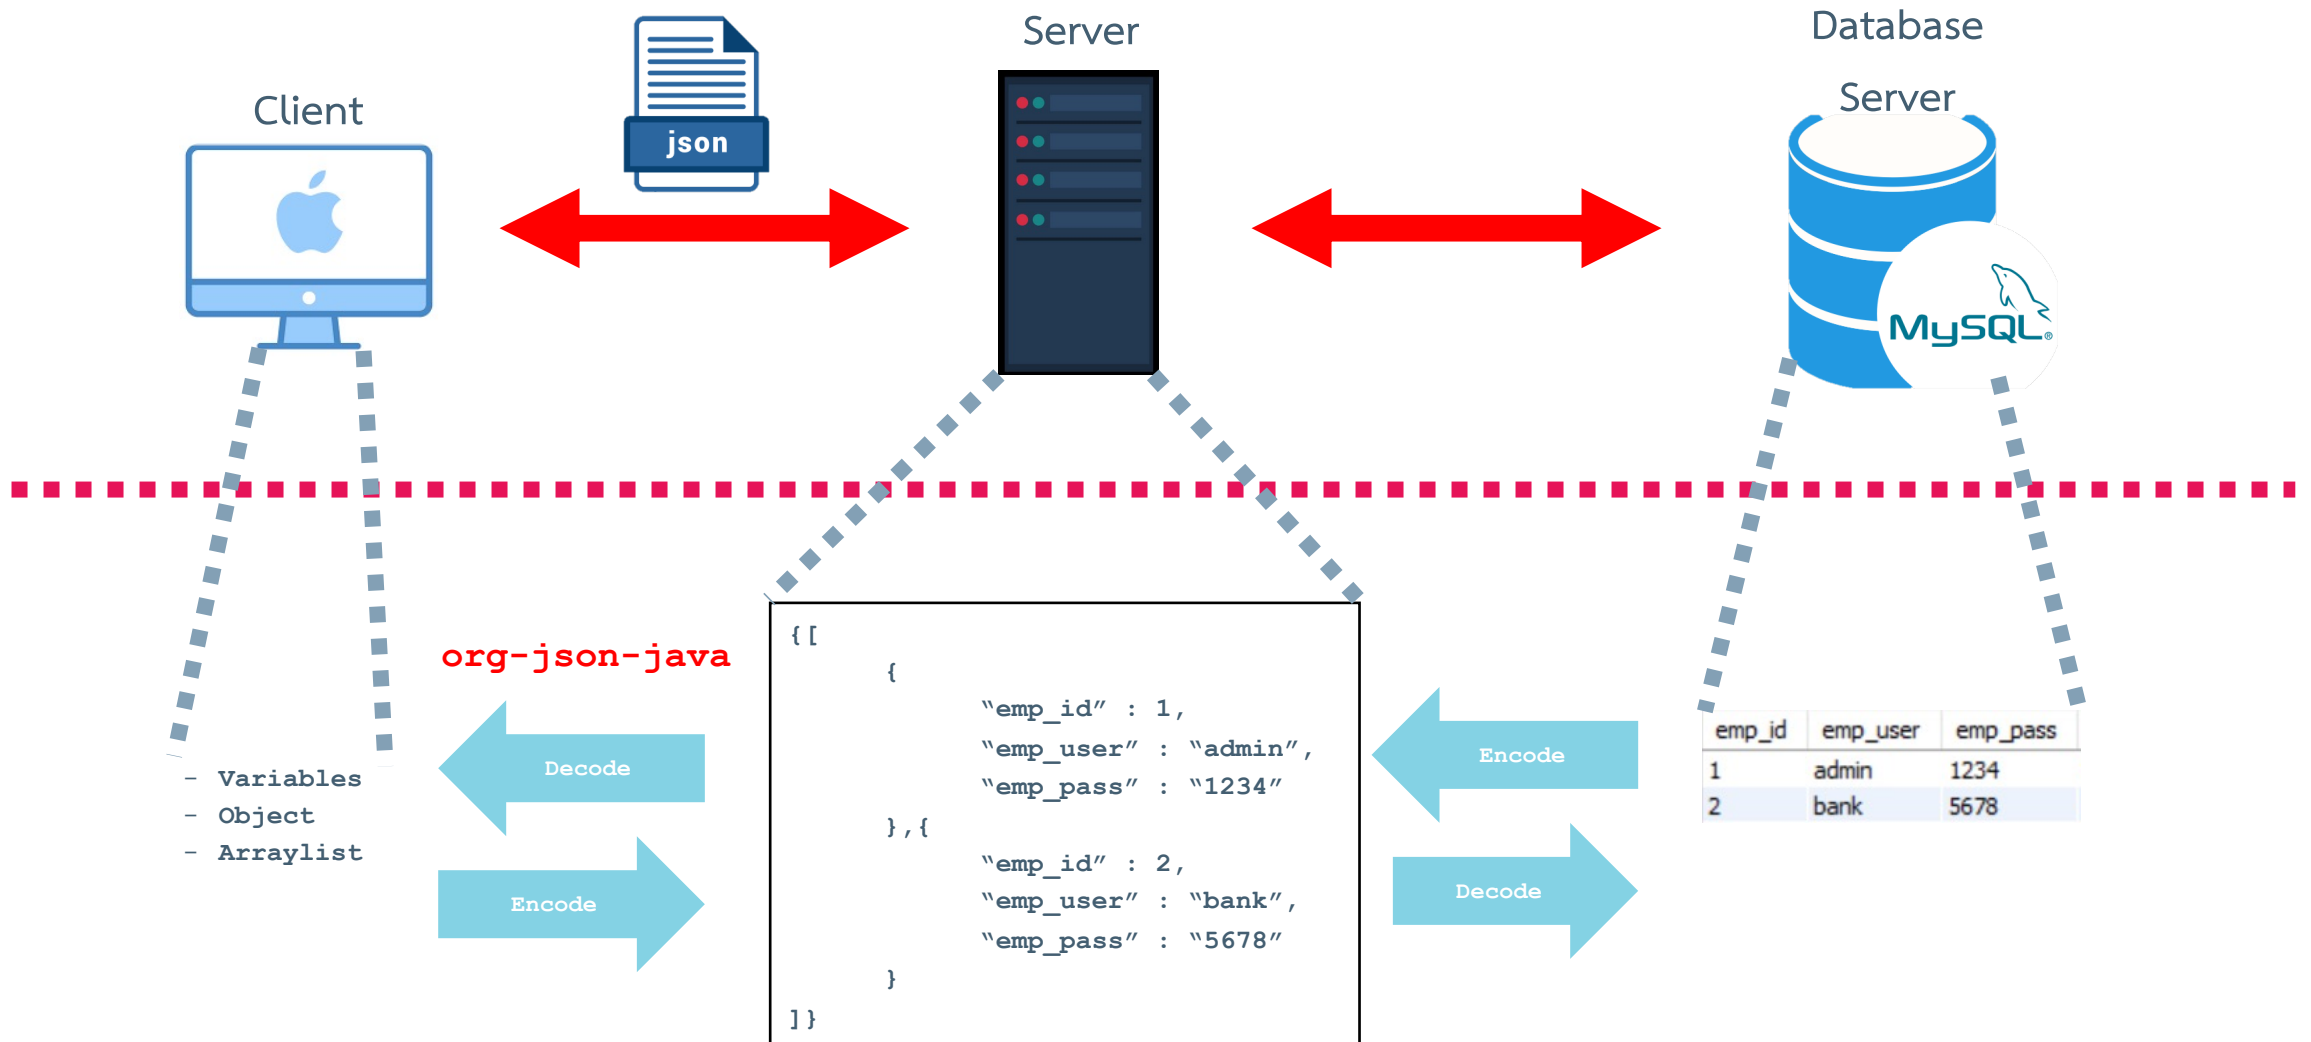 Client
json
Server
Database
Server
MySQL®
org-json-java
Decode
Encode
- Variables
- Object
- Arraylist
{[
{
“emp_id” : 1,
“emp_user” : “admin”,
“emp_pass” : “1234”
},{
“emp_id” : 2,
“emp_user” : “bank”,
“emp_pass” : “5678”
}
]}
Encode
Decode
emp_id emp_user emp_pass
1 admin 1234
2 bank 5678